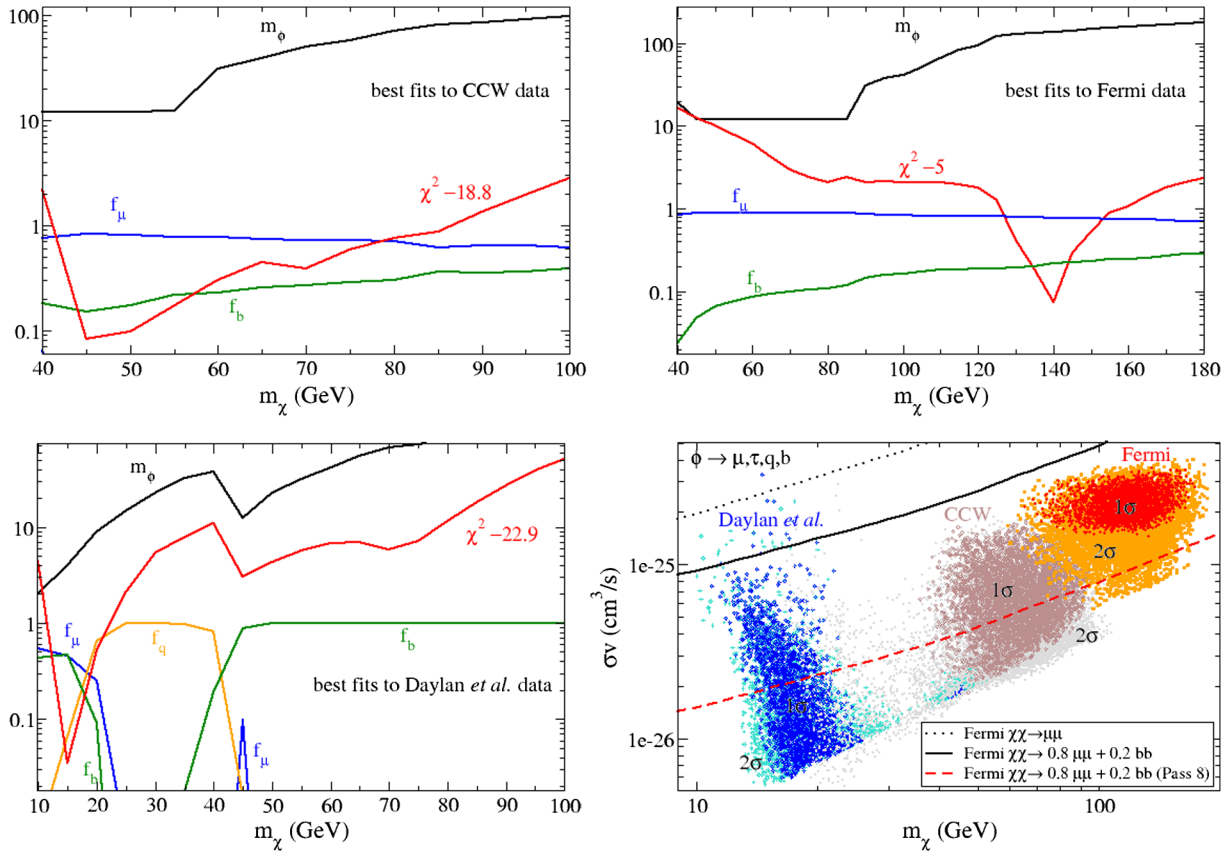 100
10
1
0.1
m_ϕ
best fits to CCW data
χ² −18.8
f_μ
f_b
40 50 60 70 80 90 100
m_χ (GeV)
100
10
1
0.1
m_ϕ
best fits to Fermi data
χ² −5
f_μ
f_b
40 60 80 100 120 140 160 180
m_χ (GeV)
10
1
0.1
m_ϕ
χ² −22.9
f_μ
f_q
f_b
best fits to Daylan et al. data
f_b
f_μ
10 20 30 40 50 60 70 80 90 100
m_χ (GeV)
σv (cm³/s)
1e-25
1e-26
ϕ → μ,τ,q,b
Fermi
Daylan et al.
CCW
1σ
2σ
1σ
2σ
1σ
2σ
Fermi χχ→μμ
Fermi χχ→ 0.8 μμ + 0.2 bb
Fermi χχ→ 0.8 μμ + 0.2 bb (Pass 8)
10 100
m_χ (GeV)